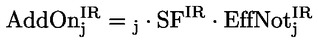 AddOn_j^IR = _j · SF^IR · EffNot_j^IR